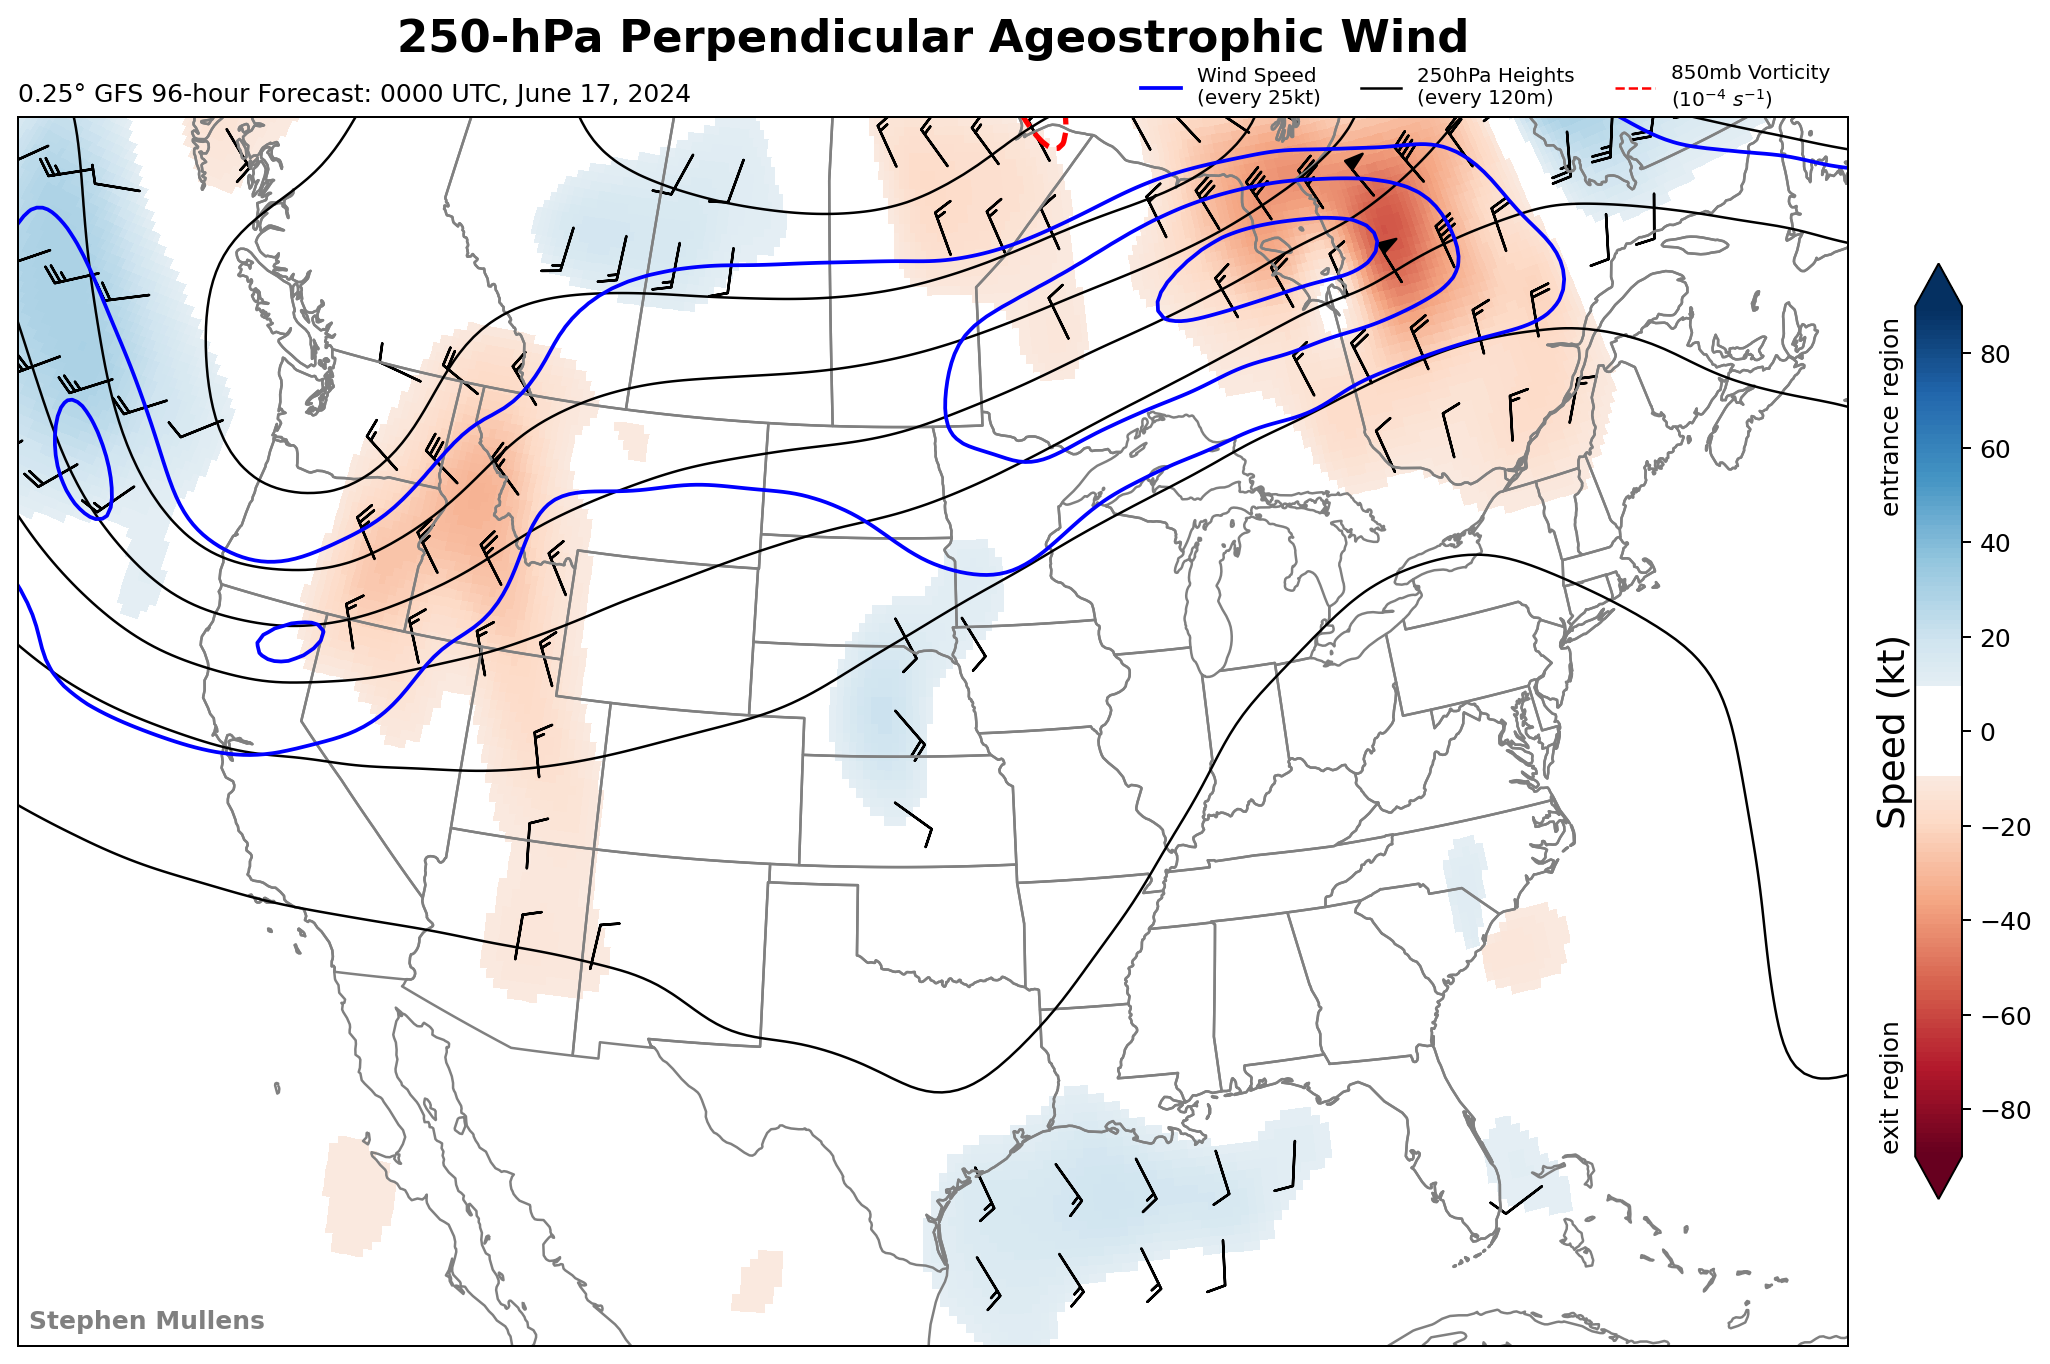 250-hPa Perpendicular Ageostrophic Wind
0.25° GFS 96-hour Forecast: 0000 UTC, June 17, 2024
Wind Speed
(every 25kt)
250hPa Heights
(every 120m)
850mb Vorticity
(10⁻⁴ s⁻¹)
entrance region
Speed (kt)
exit region
80
60
40
20
0
−20
−40
−60
−80
Stephen Mullens